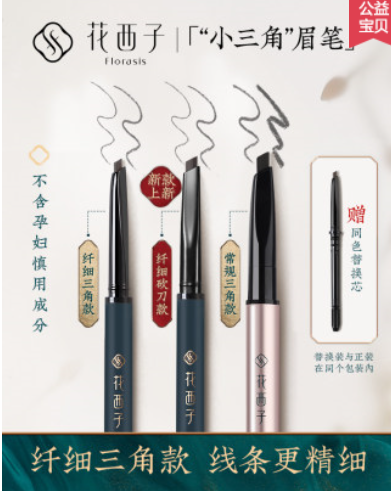 公益
宝贝
花西子
Florasis
「“小三角”眉笔」
不含孕妇慎用成分
纤细三角款
新款
上新
纤细砍刀款
常规三角款
赠
同色替换芯
替换装与正装
在同个包装内
花西子
花西子
花西子
纤细三角款 线条更精细